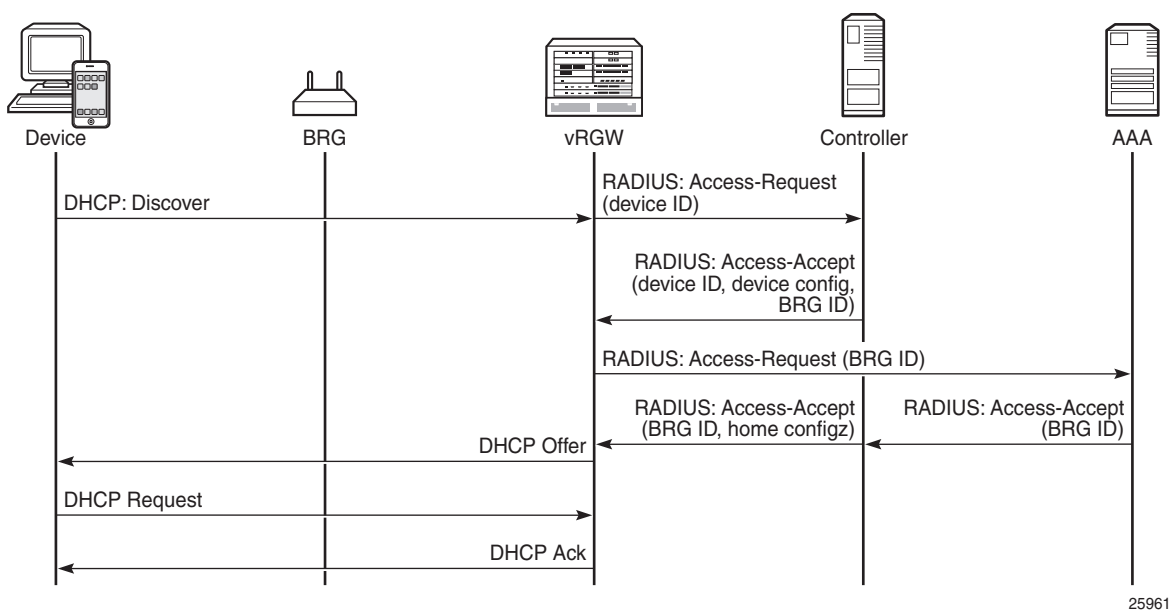 Device
BRG
vRGW
Controller
AAA
DHCP: Discover
RADIUS: Access-Request
(device ID)
RADIUS: Access-Accept
(device ID, device config,
BRG ID)
RADIUS: Access-Request (BRG ID)
RADIUS: Access-Accept
(BRG ID, home configz)
RADIUS: Access-Accept
(BRG ID)
DHCP Offer
DHCP Request
DHCP Ack
25961